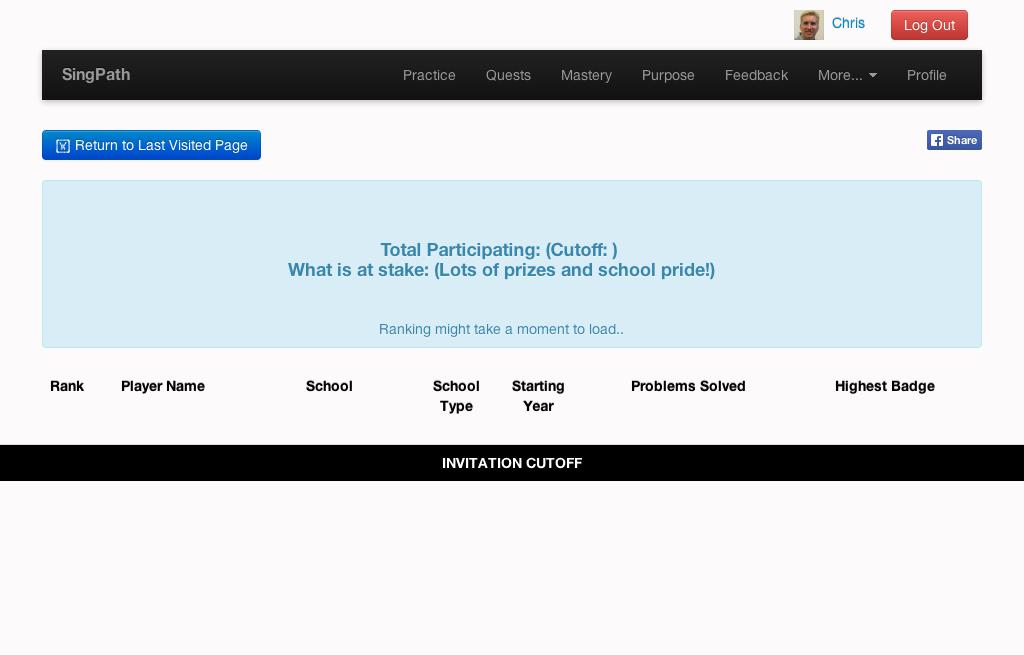 Chris
Log Out
SingPath
Practice
Quests
Mastery
Purpose
Feedback
More...
Profile
Return to Last Visited Page
Share
Total Participating: (Cutoff: )
What is at stake: (Lots of prizes and school pride!)
Ranking might take a moment to load..
Rank
Player Name
School
School Type
Starting Year
Problems Solved
Highest Badge
INVITATION CUTOFF